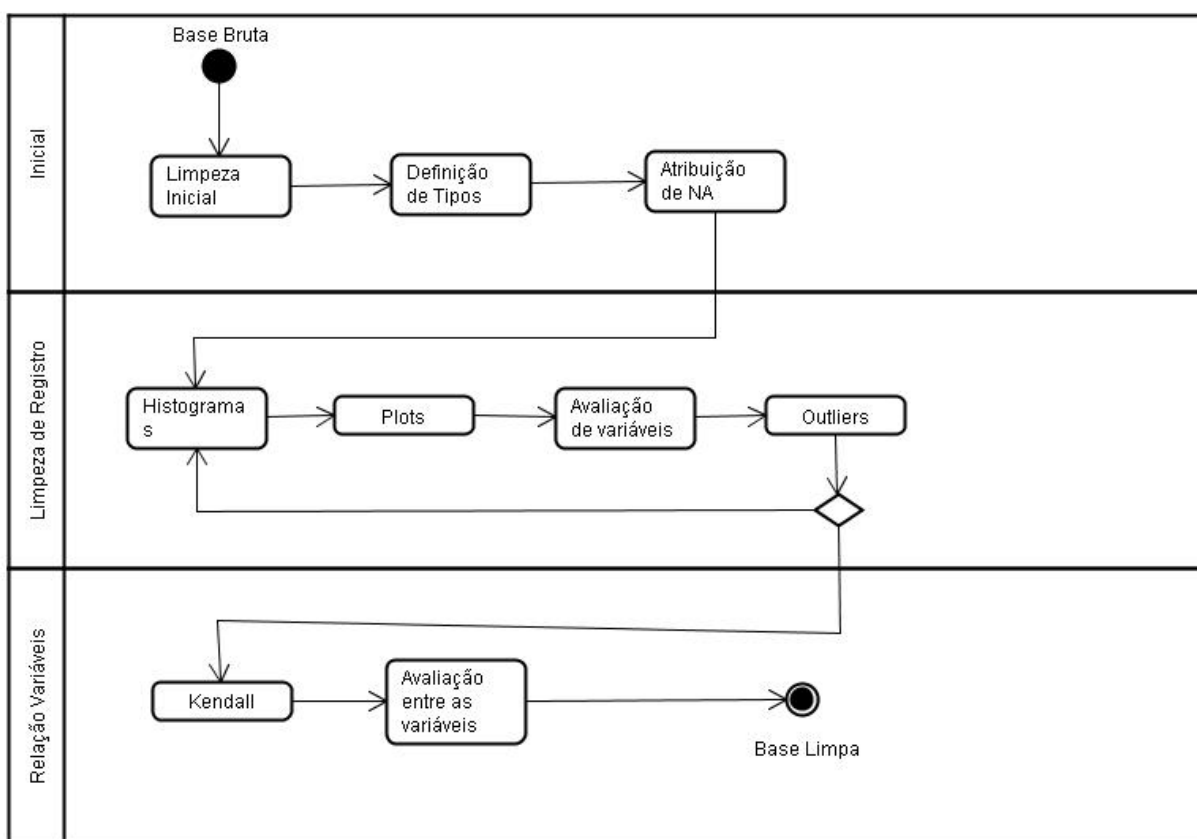 Base Bruta
Inicial
Limpeza
Inicial
Definição
de Tipos
Atribuição
de NA
Limpeza de Registro
Histograma
s
Plots
Avaliação
de variáveis
Outliers
Relação Variáveis
Kendall
Avaliação
entre as
variáveis
Base Limpa